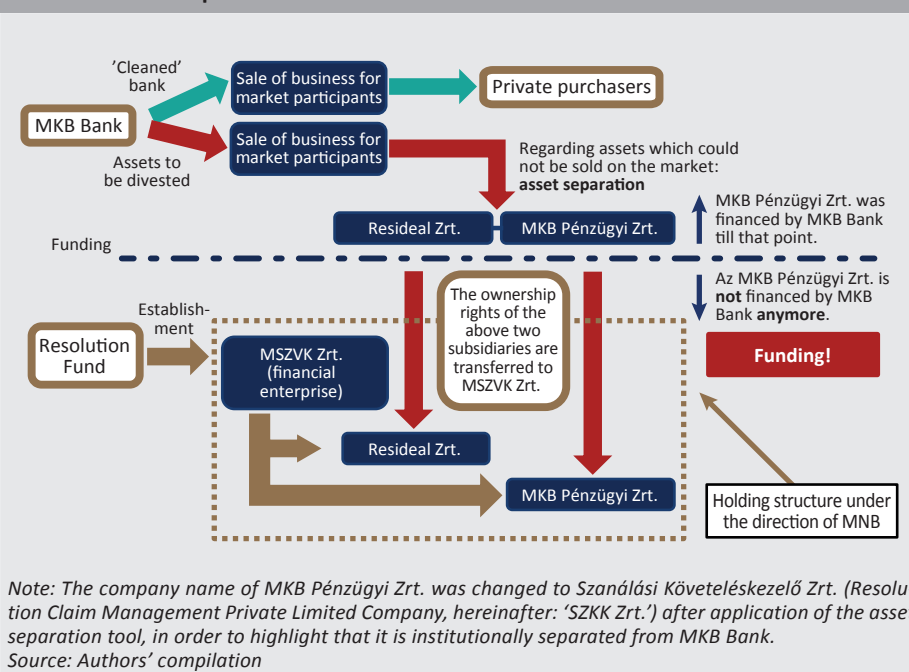 'Cleaned'
bank
Sale of business for
market participants
Private purchasers
MKB Bank
Sale of business for
market participants
Assets to
be divested
Regarding assets which could
not be sold on the market:
asset separation
Resideal Zrt.
MKB Pénzügyi Zrt.
MKB Pénzügyi Zrt. was
financed by MKB Bank
till that point.
Funding
Az MKB Pénzügyi Zrt. is
not financed by MKB
Bank anymore.
Funding!
Establish-
ment
Resolution
Fund
MSZVK Zrt.
(financial
enterprise)
The ownership
rights of the
above two
subsidiaries are
transferred to
MSZVK Zrt.
Resideal Zrt.
MKB Pénzügyi Zrt.
Holding structure under
the direction of MNB
Note: The company name of MKB Pénzügyi Zrt. was changed to Szanálási Követeléskezelő Zrt. (Resolu
tion Claim Management Private Limited Company, hereinafter: 'SZKK Zrt.') after application of the asse
separation tool, in order to highlight that it is institutionally separated from MKB Bank.
Source: Authors' compilation